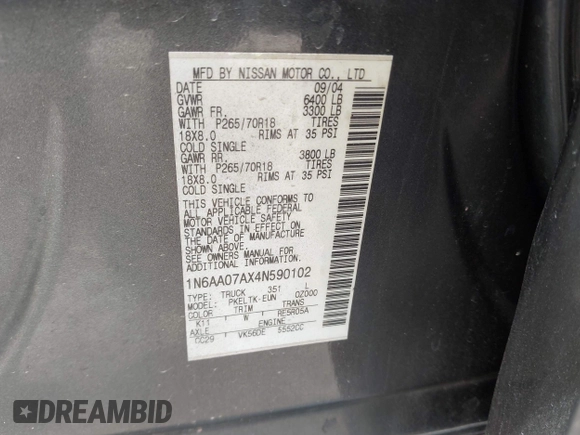 MFD BY NISSAN MOTOR CO., LTD
DATE 09/04
GVWR 6400 LB
GAWR FR. 3300 LB
WITH P265/70R18 TIRES
18X8.0 RIMS AT 35 PSI
COLD SINGLE
GAWR RR. 3800 LB
WITH P265/70R18 TIRES
18X8.0 RIMS AT 35 PSI
COLD SINGLE
THIS VEHICLE CONFORMS TO
ALL APPLICABLE FEDERAL
MOTOR VEHICLE SAFETY
STANDARDS IN EFFECT ON
THE DATE OF MANUFACTURE
SHOWN ABOVE.
SEE OWNERS MANUAL FOR
ADDITIONAL INFORMATION.
1N6AA07AX4N590102
TYPE: TRUCK 351 L
MODEL: PKELTK-EUN 0Z000
COLOR TRIM TRANS
K11 W RE5R05A
AXLE ENGINE
CC29 VK56DE 5552CC
DREAMBID